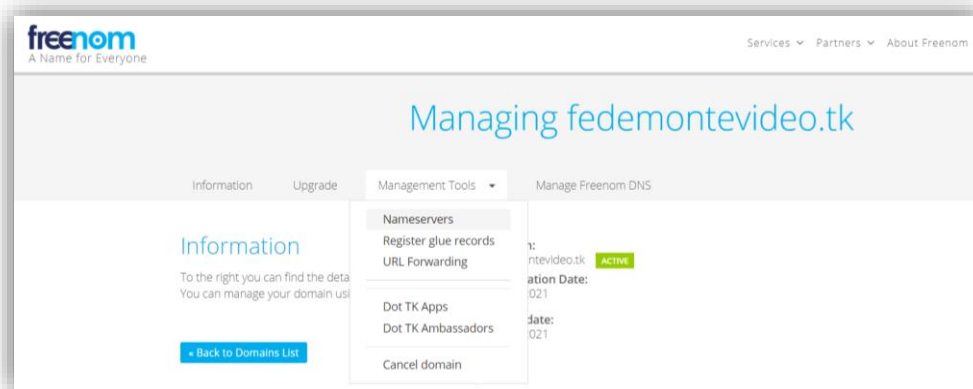 freenom
A Name for Everyone
Services Partners About Freenom
Managing fedemontevideo.tk
Information Upgrade Management Tools Manage Freenom DNS
Nameservers
Register glue records
URL Forwarding
Dot TK Apps
Dot TK Ambassadors
Cancel domain
Information
To the right you can find the deta
You can manage your domain usi
« Back to Domains List
n:
ntevideo.tk ACTIVE
ation Date:
021
date:
021